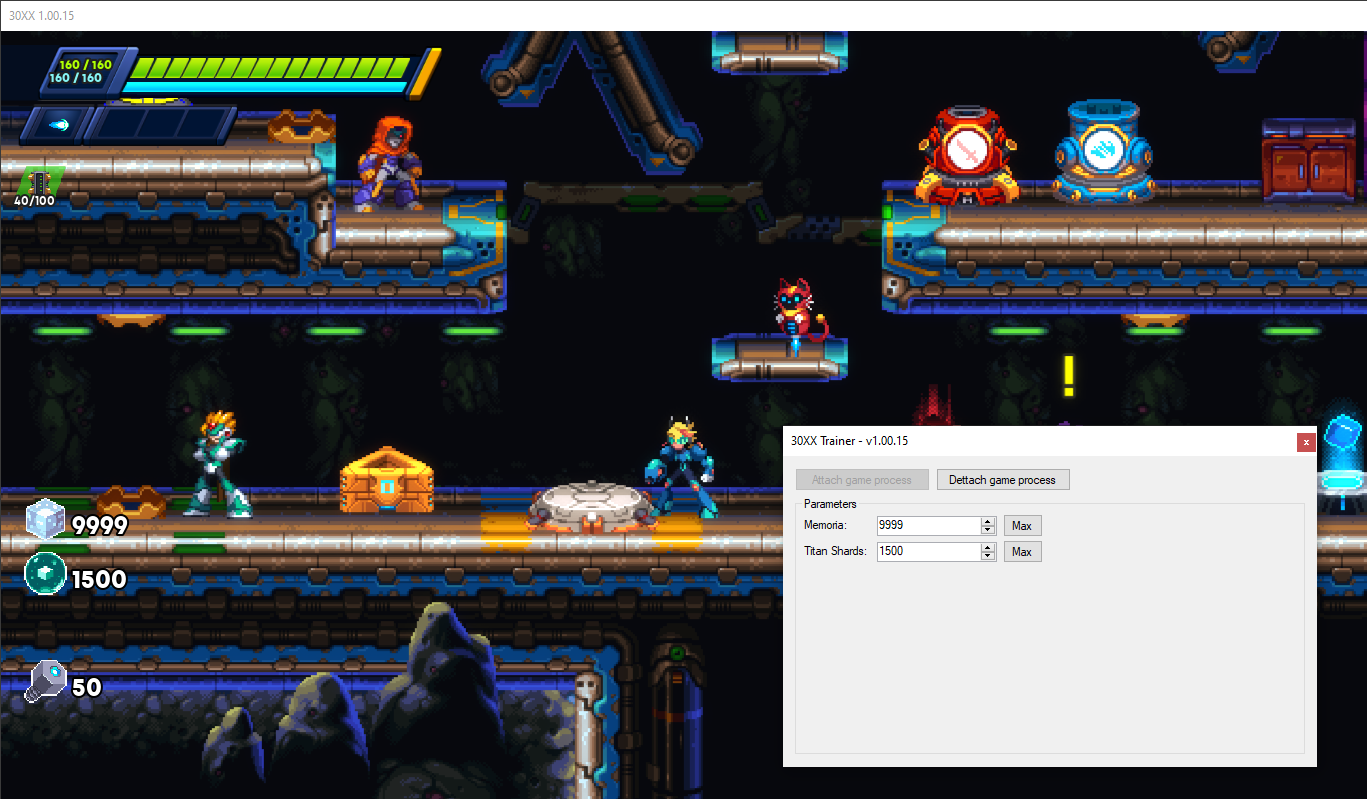 30XX 1.00.15
160 / 160
160 / 160
40/100
!
9999
1500
50
30XX Trainer - v1.00.15
x
Attach game process
Dettach game process
Parameters
Memoria:
9999
Max
Titan Shards:
1500
Max